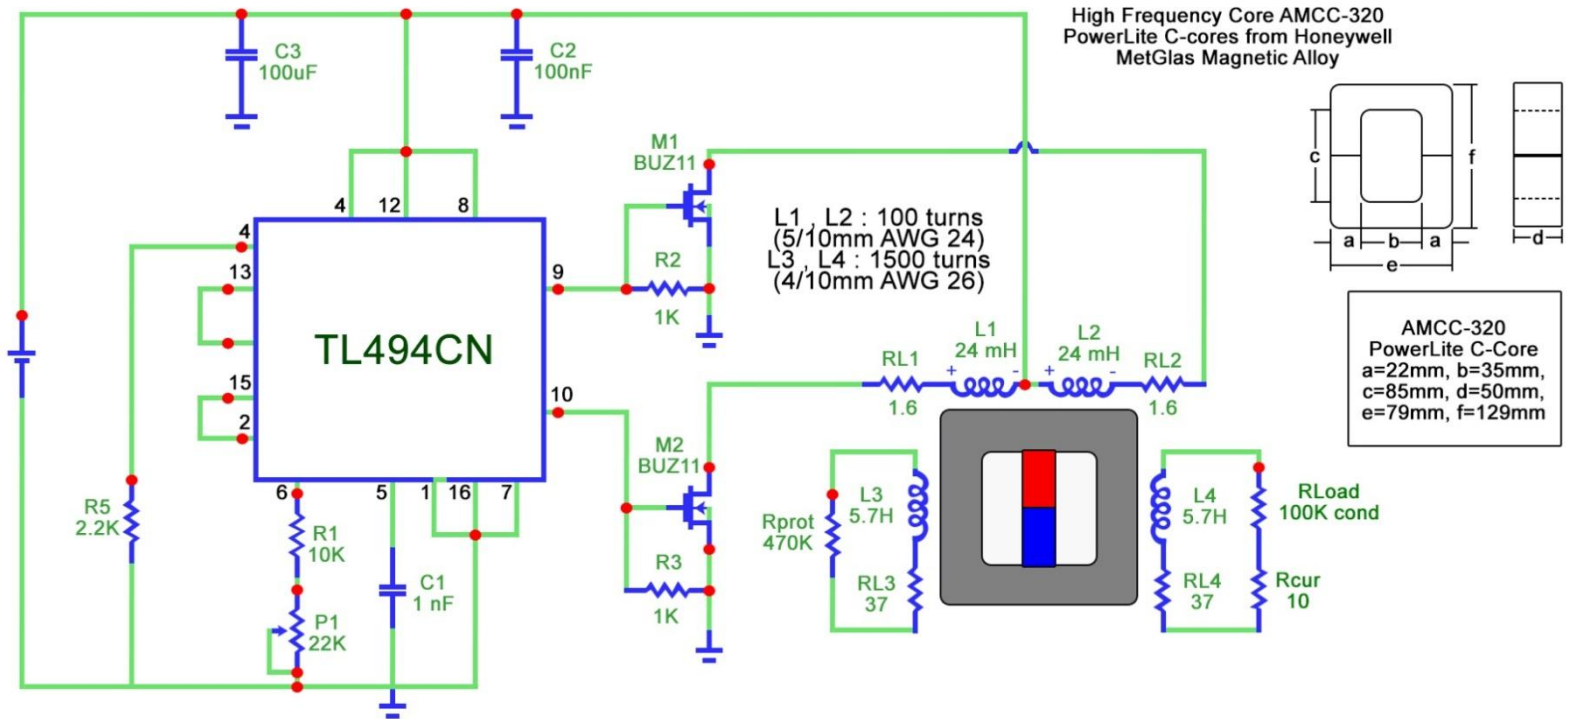 High Frequency Core AMCC-320
PowerLite C-cores from Honeywell
MetGlas Magnetic Alloy
C3
100uF
C2
100nF
M1
BUZ11
c
f
a
b
a
d
e
4
12
8
4
13
15
2
TL494CN
9
10
R2
1K
L1 , L2 : 100 turns
(5/10mm AWG 24)
L3 , L4 : 1500 turns
(4/10mm AWG 26)
AMCC-320
PowerLite C-Core
a=22mm, b=35mm,
c=85mm, d=50mm,
e=79mm, f=129mm
RL1
1.6
L1
24 mH
+
-
L2
24 mH
+
-
RL2
1.6
M2
BUZ11
R3
1K
6
5
1
16
7
R5
2.2K
R1
10K
P1
22K
C1
1 nF
Rprot
470K
L3
5.7H
RL3
37
L4
5.7H
RL4
37
RLoad
100K cond
Rcur
10